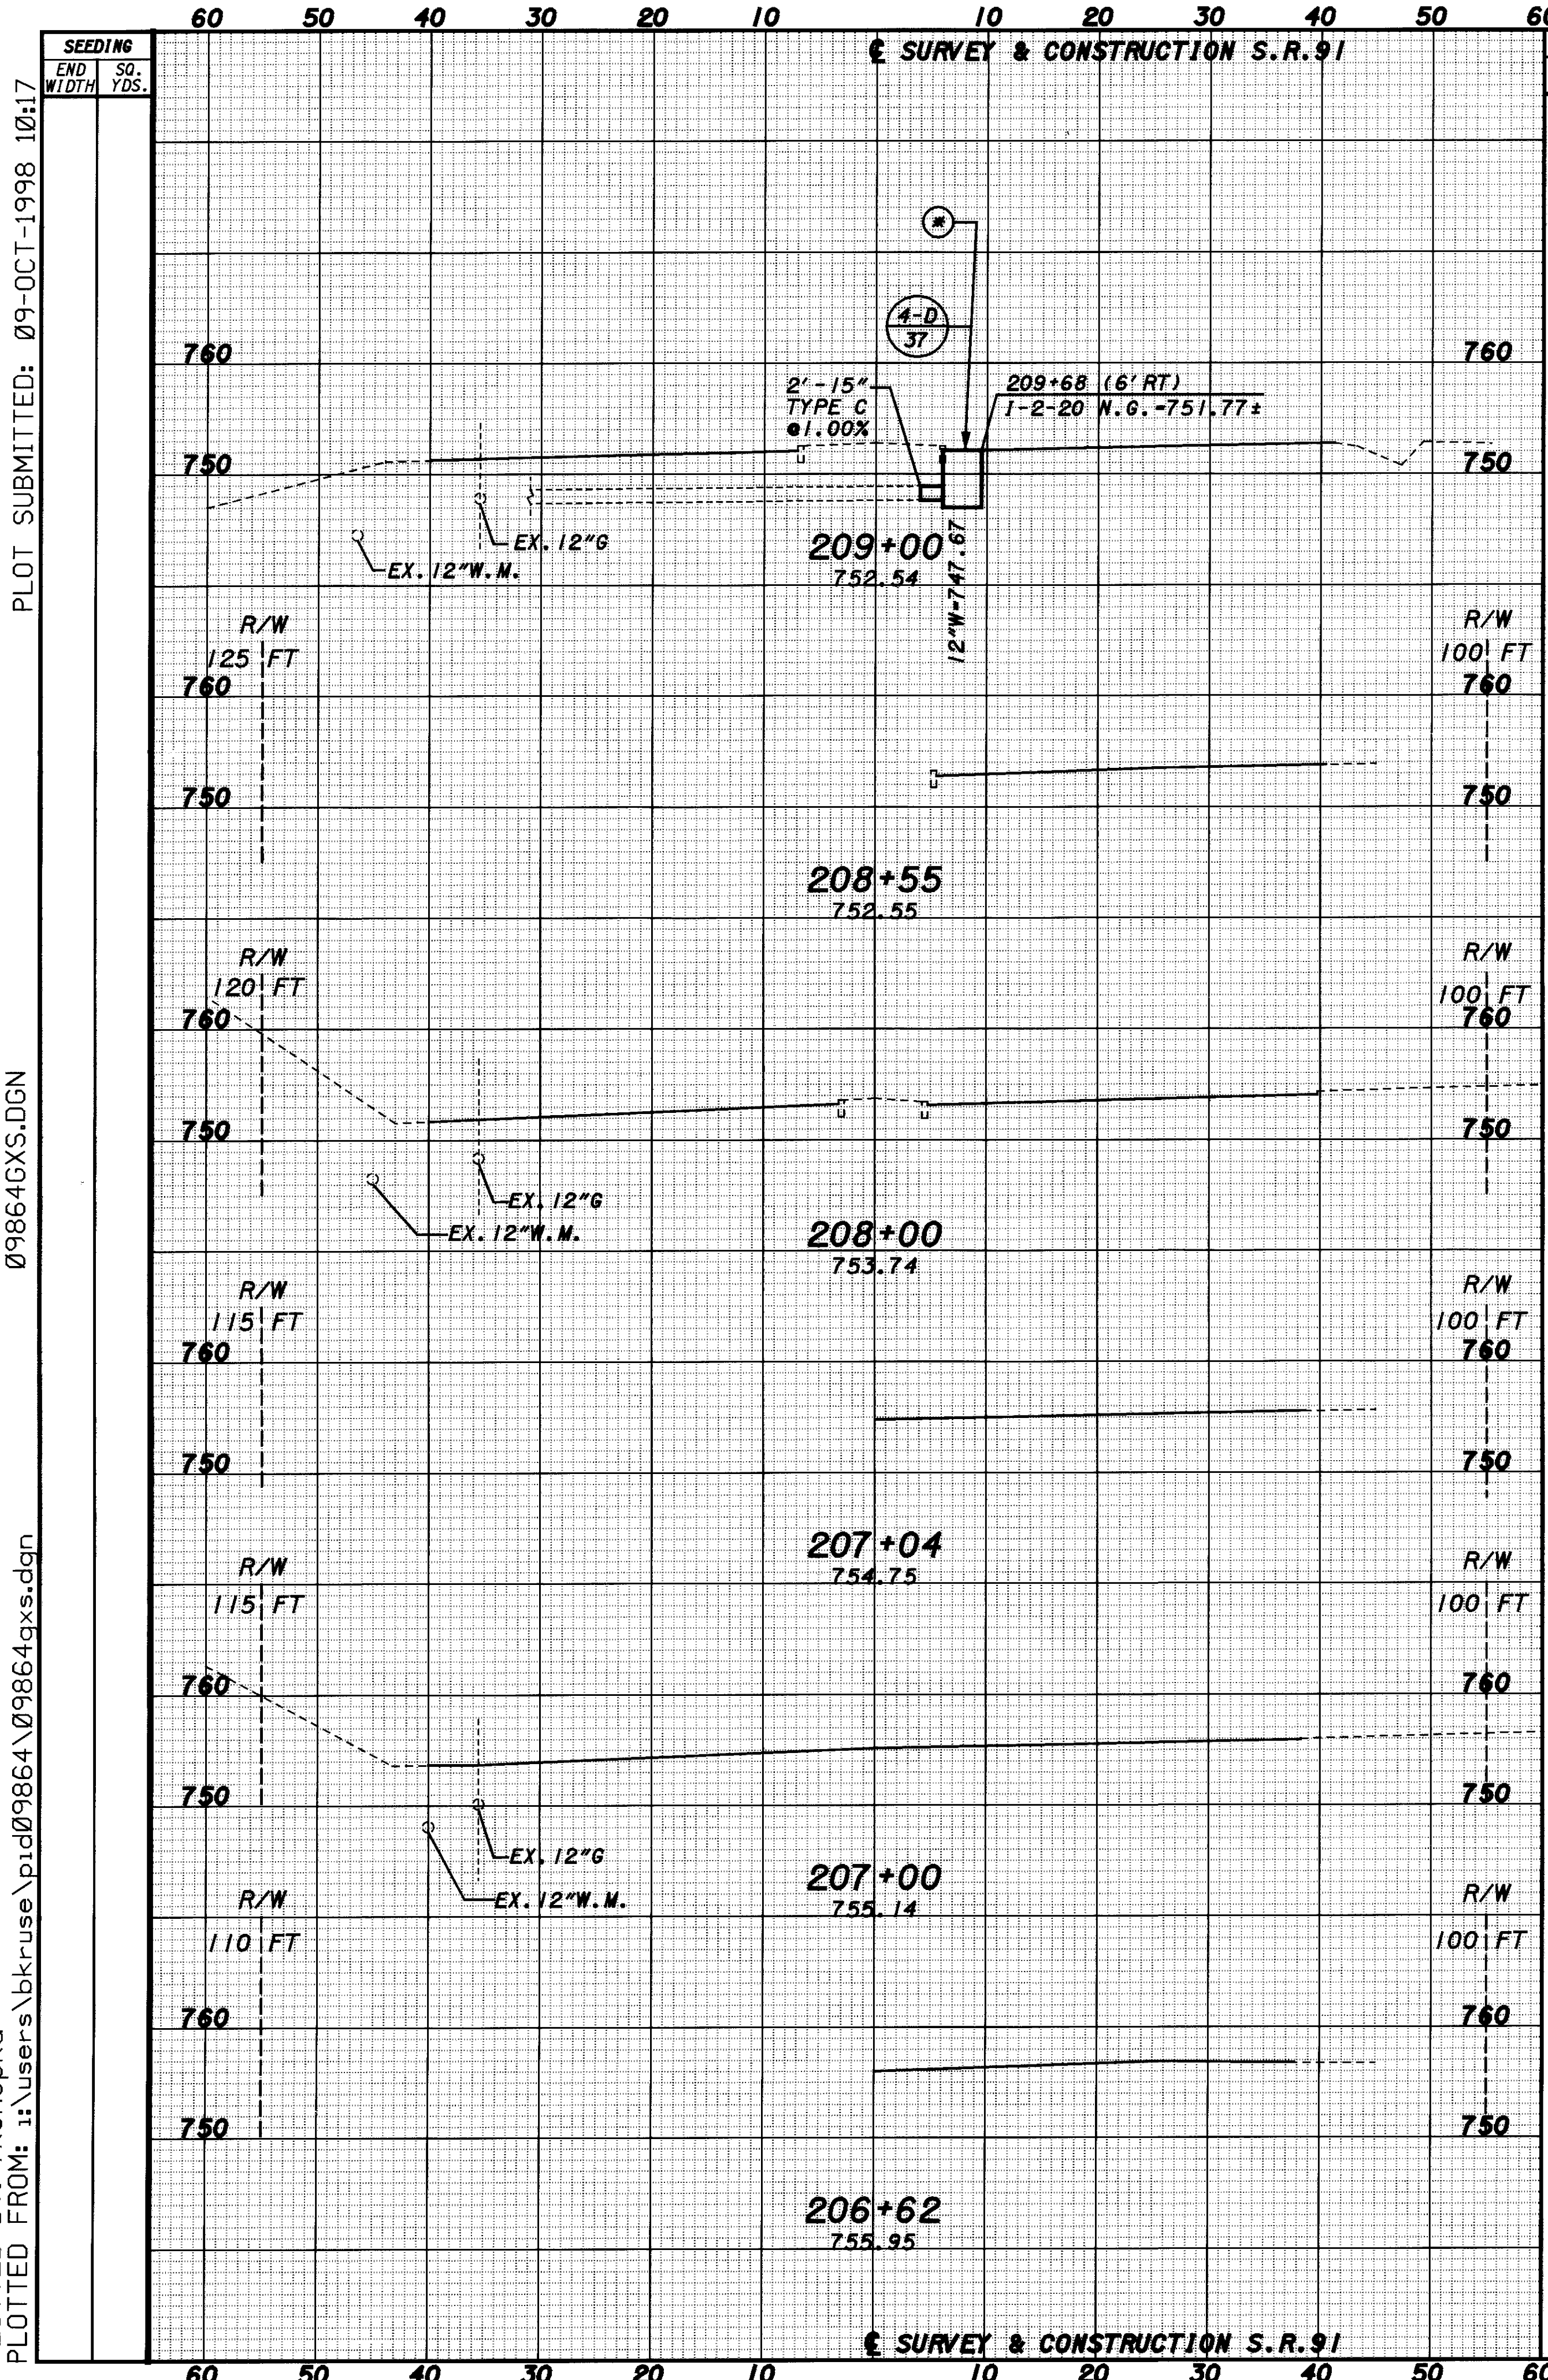 60 50 40 30 20 10 10 20 30 40 50 60
SEEDING
END WIDTH
SQ. YDS.
℄ SURVEY & CONSTRUCTION S.R.91
PLOT SUBMITTED: 09-OCT-1998 10:17
*
4-D
37
760 760
2'-15"
TYPE C
@1.00%
209+68 (6' RT)
I-2-20 N.G.=751.77±
750 750
EX. 12"G
EX. 12"W.M.
209+00
752.54
12"W=747.67
R/W R/W
125 FT 100 FT
760 760
750 750
208+55
752.55
R/W R/W
120 FT 100 FT
760 760
09864GXS.DGN
750 750
EX. 12"G
EX. 12"W.M.
208+00
753.74
R/W R/W
115 FT 100 FT
760 760
750 750
207+04
754.75
R/W R/W
115 FT 100 FT
760 760
750 750
EX. 12"G
EX. 12"W.M.
207+00
755.14
R/W R/W
110 FT 100 FT
760 760
750 750
206+62
755.95
PLOTTED FROM: i:\users\bkruse\pid09864\09864gxs.dgn
℄ SURVEY & CONSTRUCTION S.R.91
60 50 40 30 20 10 10 20 30 40 50 60